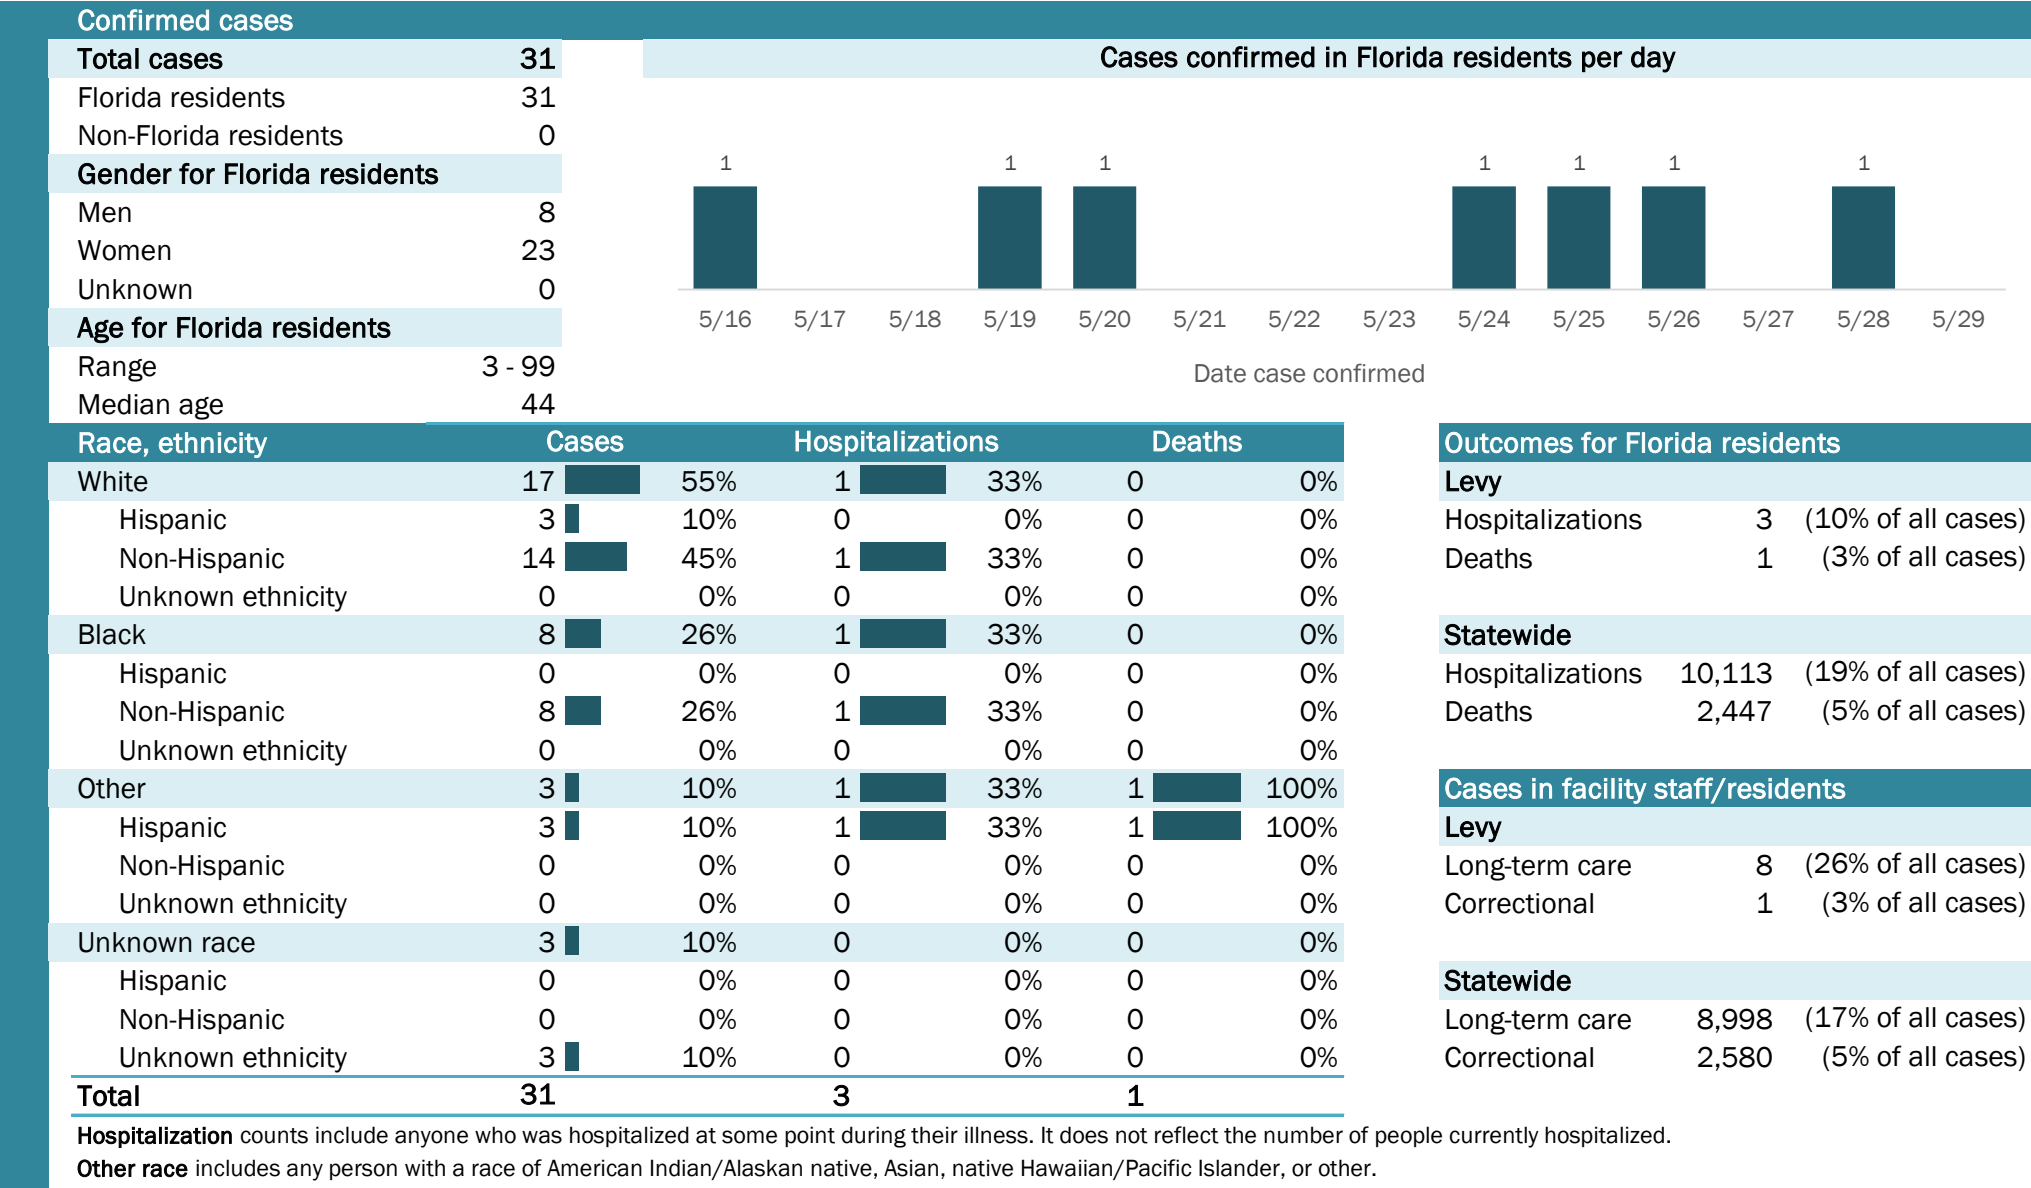 Confirmed cases
Total cases 31
Florida residents 31
Non-Florida residents 0
Gender for Florida residents
Men 8
Women 23
Unknown 0
Age for Florida residents
Range 3 - 99
Median age 44
Cases confirmed in Florida residents per day
1 1 1 1 1 1 1
5/16 5/17 5/18 5/19 5/20 5/21 5/22 5/23 5/24 5/25 5/26 5/27 5/28 5/29
Date case confirmed
Race, ethnicity Cases Hospitalizations Deaths
White 17 55% 1 33% 0 0%
Hispanic 3 10% 0 0% 0 0%
Non-Hispanic 14 45% 1 33% 0 0%
Unknown ethnicity 0 0% 0 0% 0 0%
Black 8 26% 1 33% 0 0%
Hispanic 0 0% 0 0% 0 0%
Non-Hispanic 8 26% 1 33% 0 0%
Unknown ethnicity 0 0% 0 0% 0 0%
Other 3 10% 1 33% 1 100%
Hispanic 3 10% 1 33% 1 100%
Non-Hispanic 0 0% 0 0% 0 0%
Unknown ethnicity 0 0% 0 0% 0 0%
Unknown race 3 10% 0 0% 0 0%
Hispanic 0 0% 0 0% 0 0%
Non-Hispanic 0 0% 0 0% 0 0%
Unknown ethnicity 3 10% 0 0% 0 0%
Total 31 3 1
Outcomes for Florida residents
Levy
Hospitalizations 3 (10% of all cases)
Deaths 1 (3% of all cases)
Statewide
Hospitalizations 10,113 (19% of all cases)
Deaths 2,447 (5% of all cases)
Cases in facility staff/residents
Levy
Long-term care 8 (26% of all cases)
Correctional 1 (3% of all cases)
Statewide
Long-term care 8,998 (17% of all cases)
Correctional 2,580 (5% of all cases)
Hospitalization counts include anyone who was hospitalized at some point during their illness. It does not reflect the number of people currently hospitalized.
Other race includes any person with a race of American Indian/Alaskan native, Asian, native Hawaiian/Pacific Islander, or other.